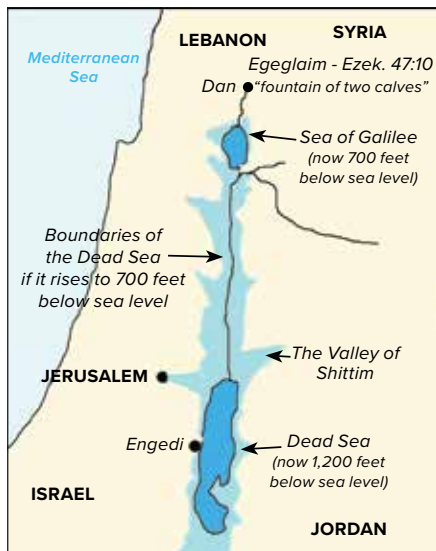 LEBANON
SYRIA
Mediterranean
Sea
Egeglaim - Ezek. 47:10
Dan
“fountain of two calves”
Sea of Galilee
(now 700 feet
below sea level)
Boundaries of
the Dead Sea
if it rises to 700 feet
below sea level
The Valley of
Shittim
JERUSALEM
Engedi
Dead Sea
(now 1,200 feet
below sea level)
ISRAEL
JORDAN